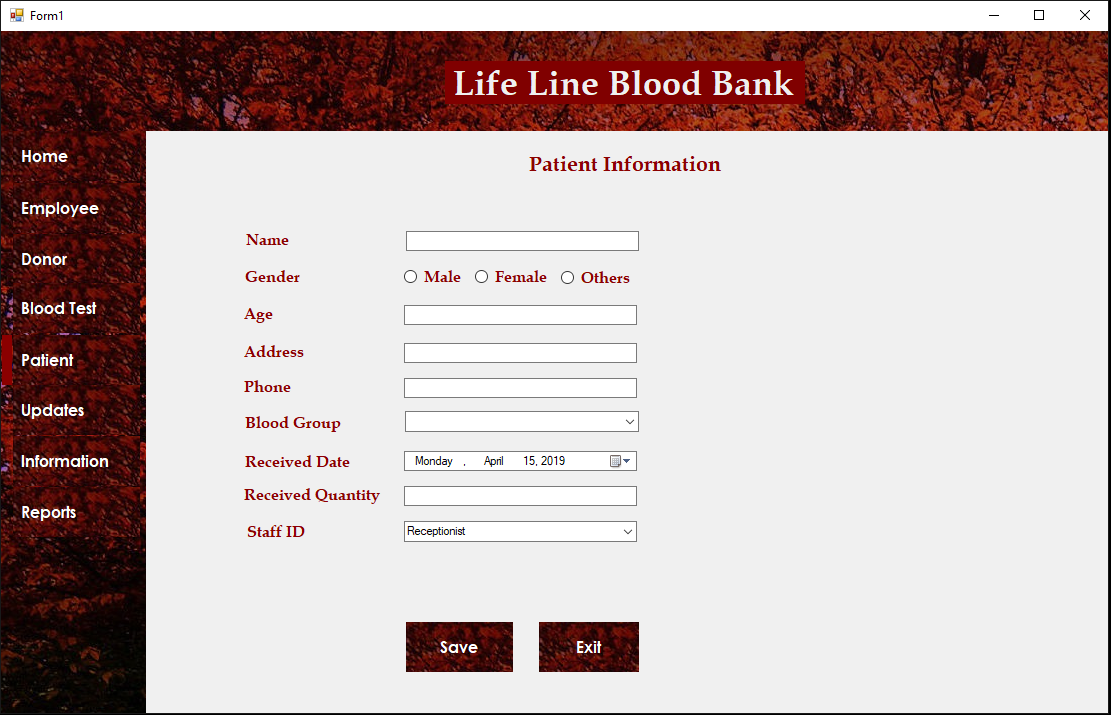 Form1
Life Line Blood Bank
Home
Employee
Donor
Blood Test
Patient
Updates
Information
Reports
Patient Information
Name
Gender Male Female Others
Age
Address
Phone
Blood Group
Received Date Monday , April 15, 2019
Received Quantity
Staff ID Receptionist
Save Exit